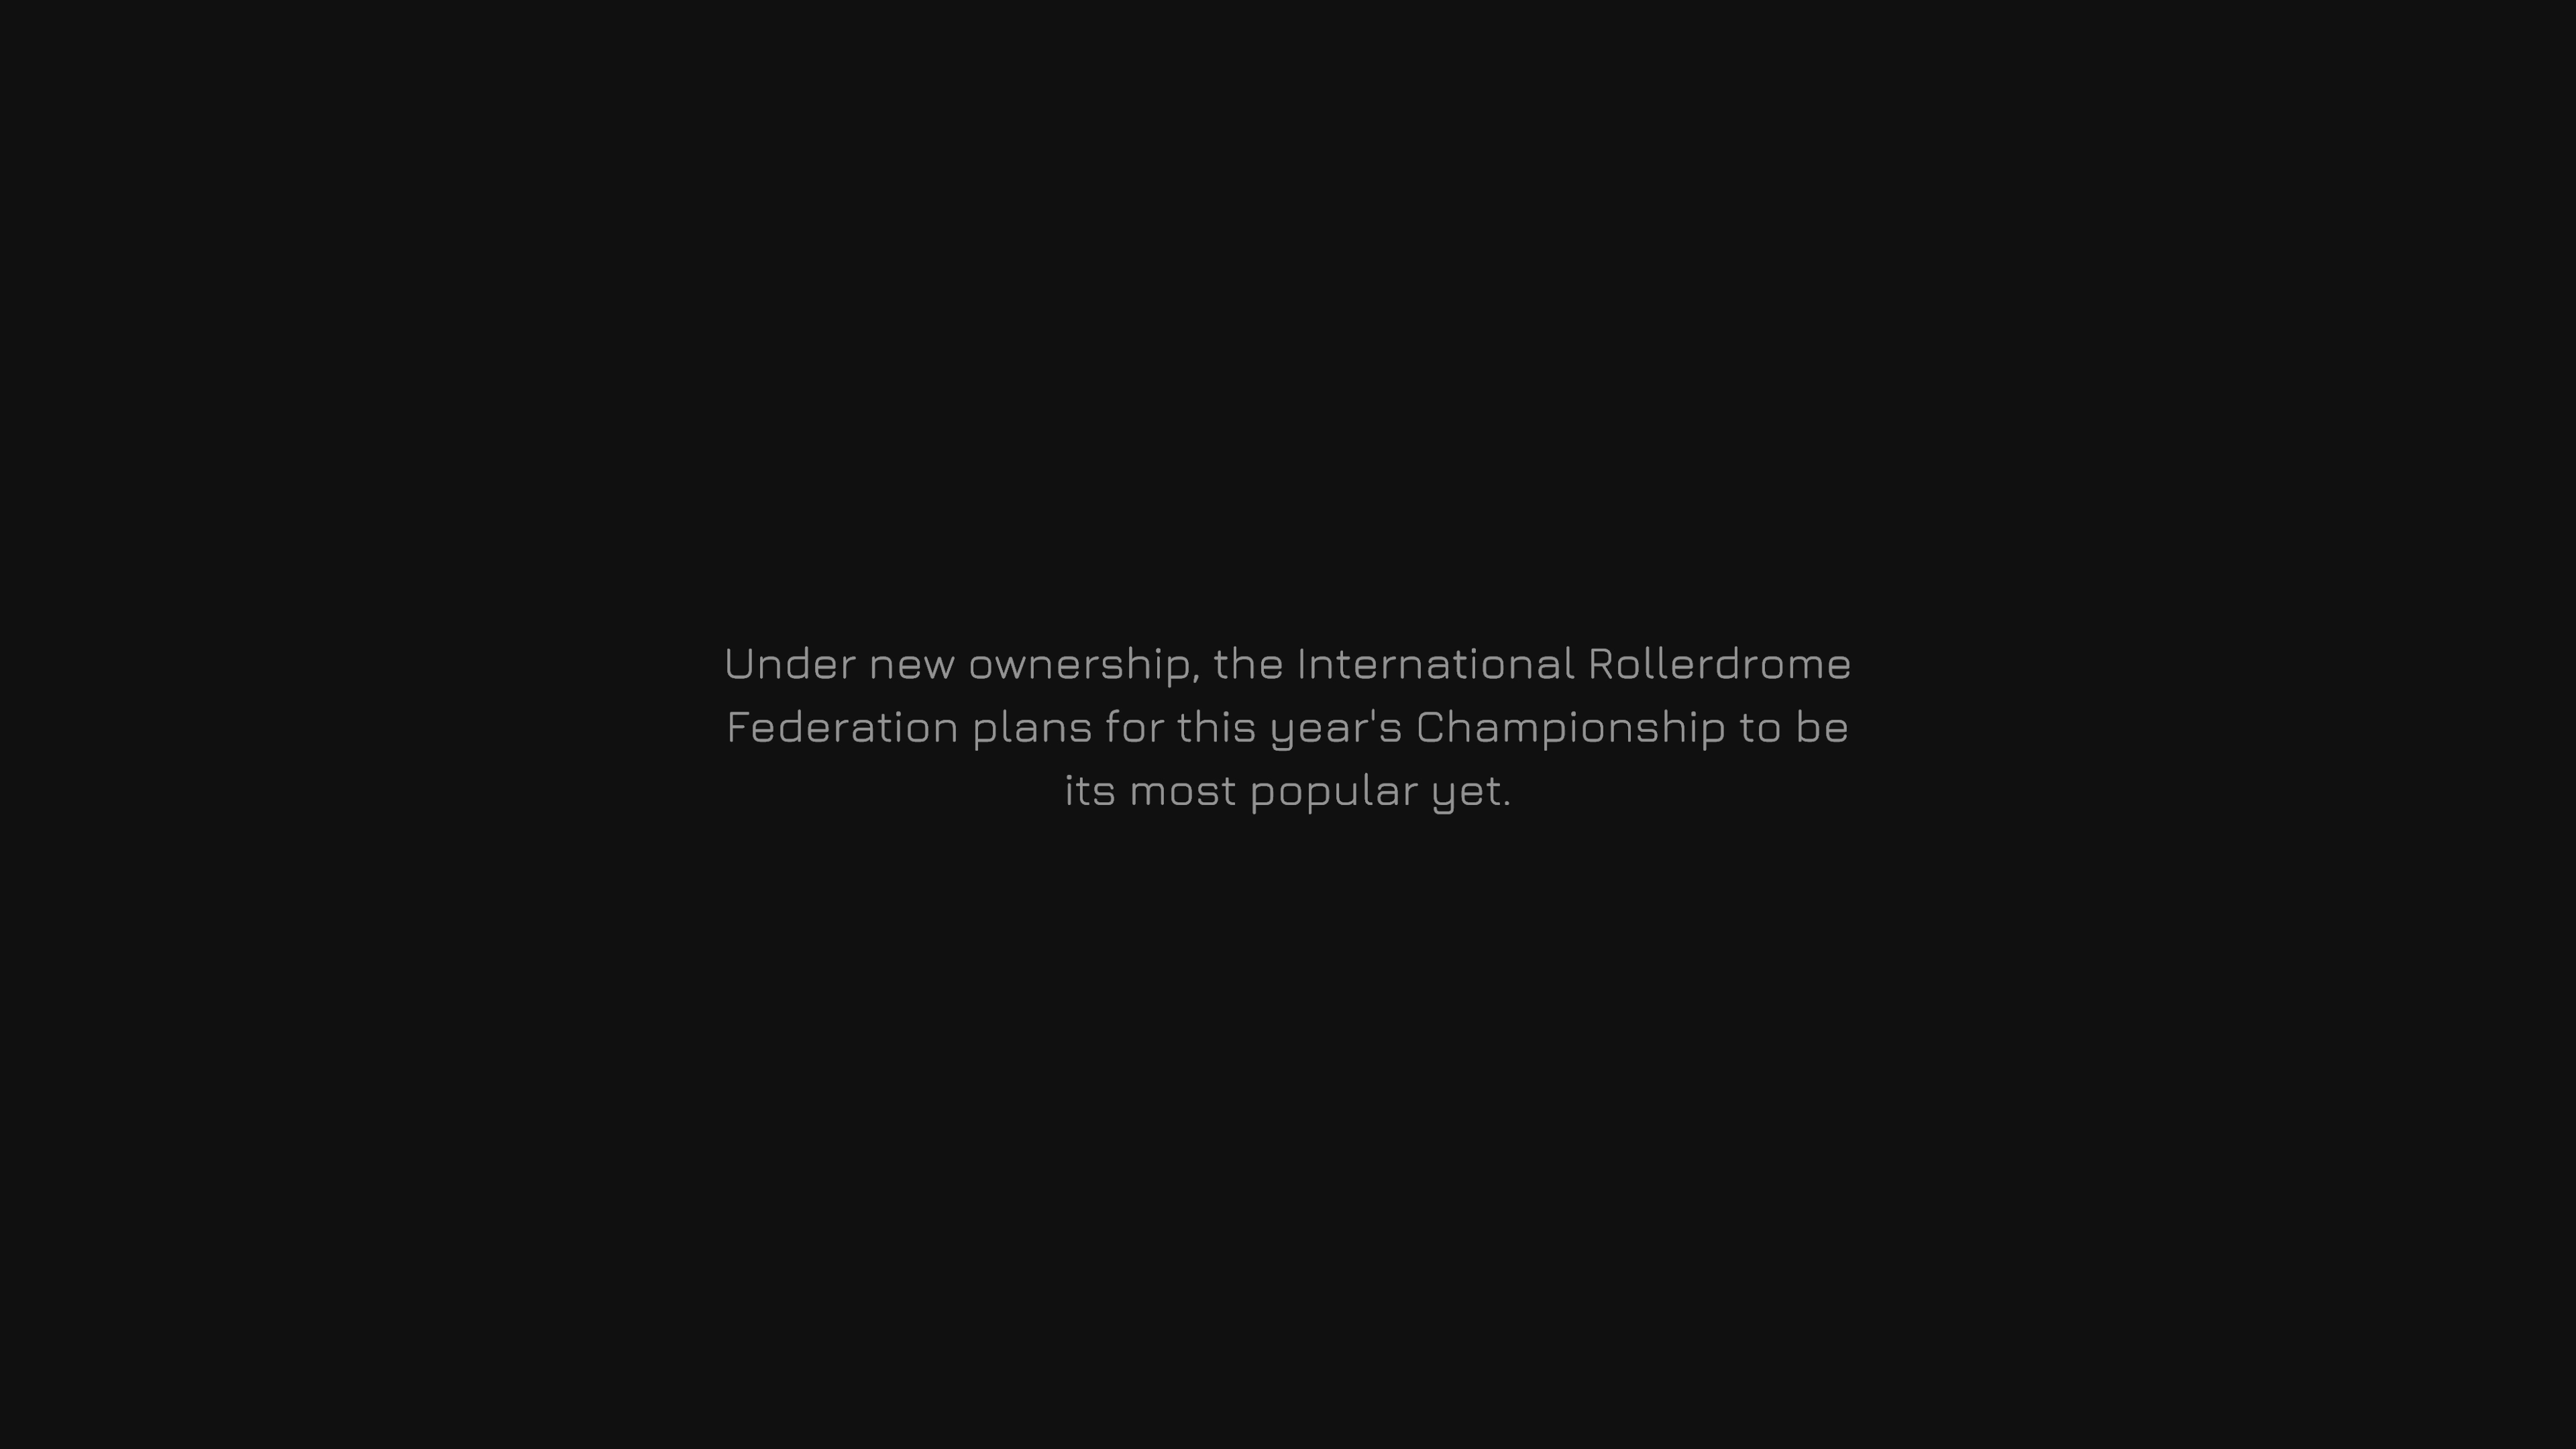 Under new ownership, the International Rollerdrome
Federation plans for this year's Championship to be
its most popular yet.